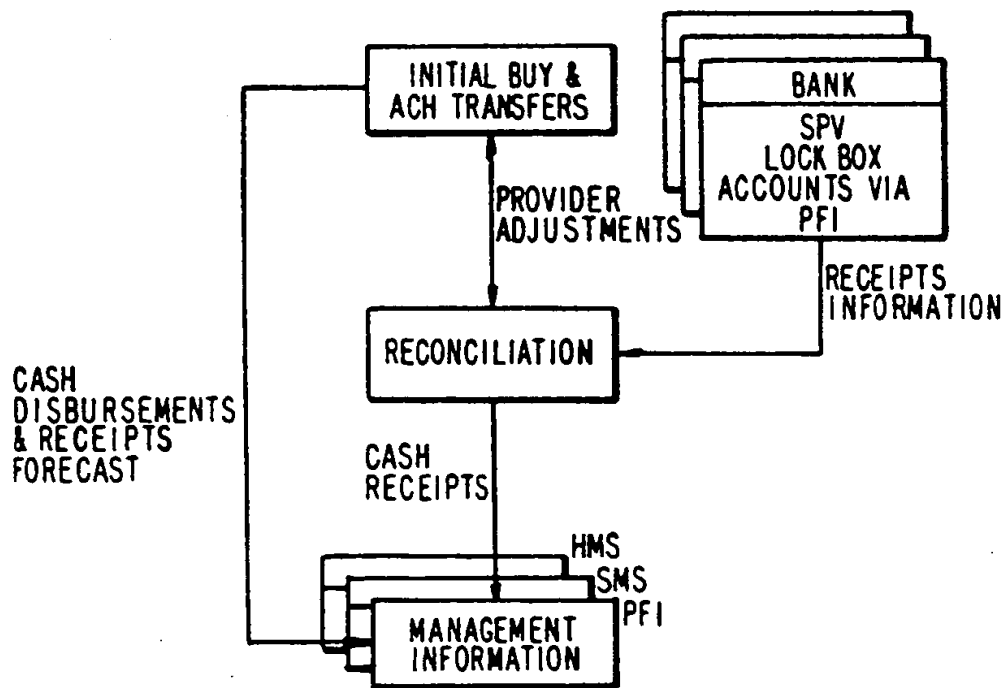 INITIAL BUY &
ACH TRANSFERS
BANK
SPV
LOCK BOX
ACCOUNTS VIA
PFI
PROVIDER
ADJUSTMENTS
RECEIPTS
INFORMATION
RECONCILIATION
CASH
DISBURSEMENTS
& RECEIPTS
FORECAST
CASH
RECEIPTS
HMS
SMS
PFI
MANAGEMENT
INFORMATION